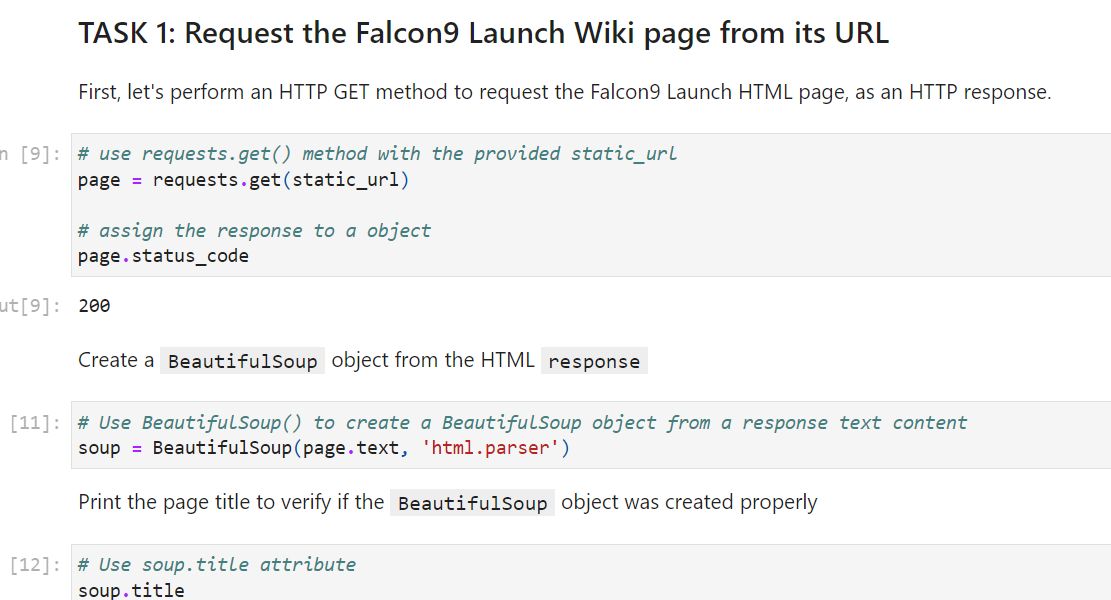 TASK 1: Request the Falcon9 Launch Wiki page from its URL
First, let's perform an HTTP GET method to request the Falcon9 Launch HTML page, as an HTTP response.
n [9]: # use requests.get() method with the provided static_url
page = requests.get(static_url)
# assign the response to a object
page.status_code
ut[9]: 200
Create a BeautifulSoup object from the HTML response
[11]: # Use BeautifulSoup() to create a BeautifulSoup object from a response text content
soup = BeautifulSoup(page.text, 'html.parser')
Print the page title to verify if the BeautifulSoup object was created properly
[12]: # Use soup.title attribute
soup.title